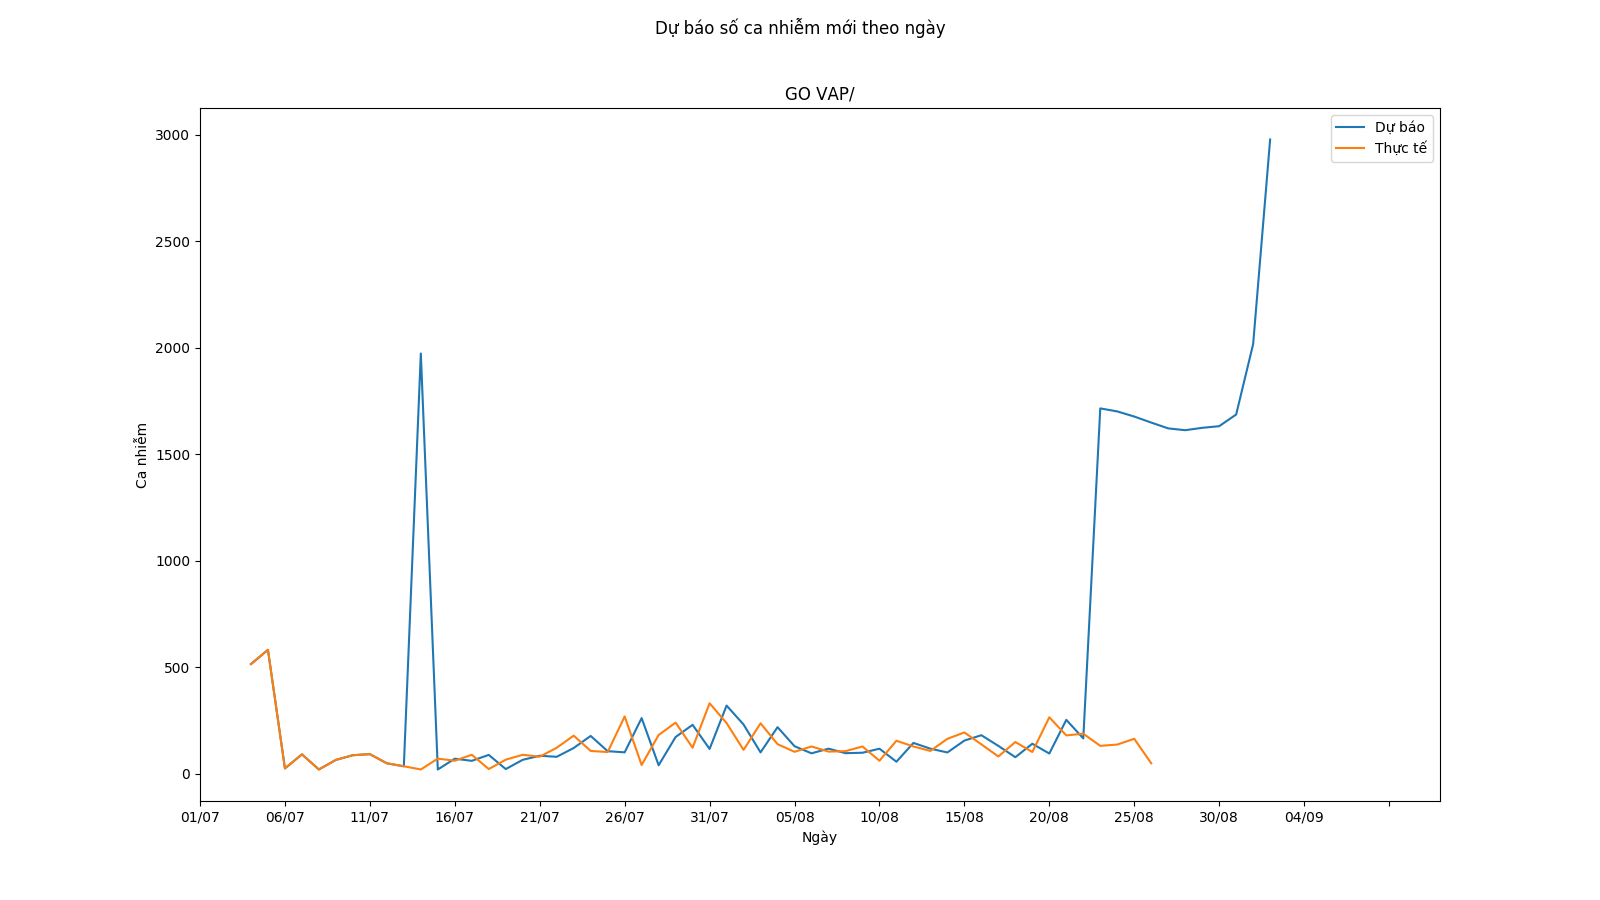 Dự báo số ca nhiễm mới theo ngày
GO VAP/
Dự báo
Thực tế
3000
2500
2000
1500
1000
500
0
Ca nhiễm
01/07 06/07 11/07 16/07 21/07 26/07 31/07 05/08 10/08 15/08 20/08 25/08 30/08 04/09
Ngày